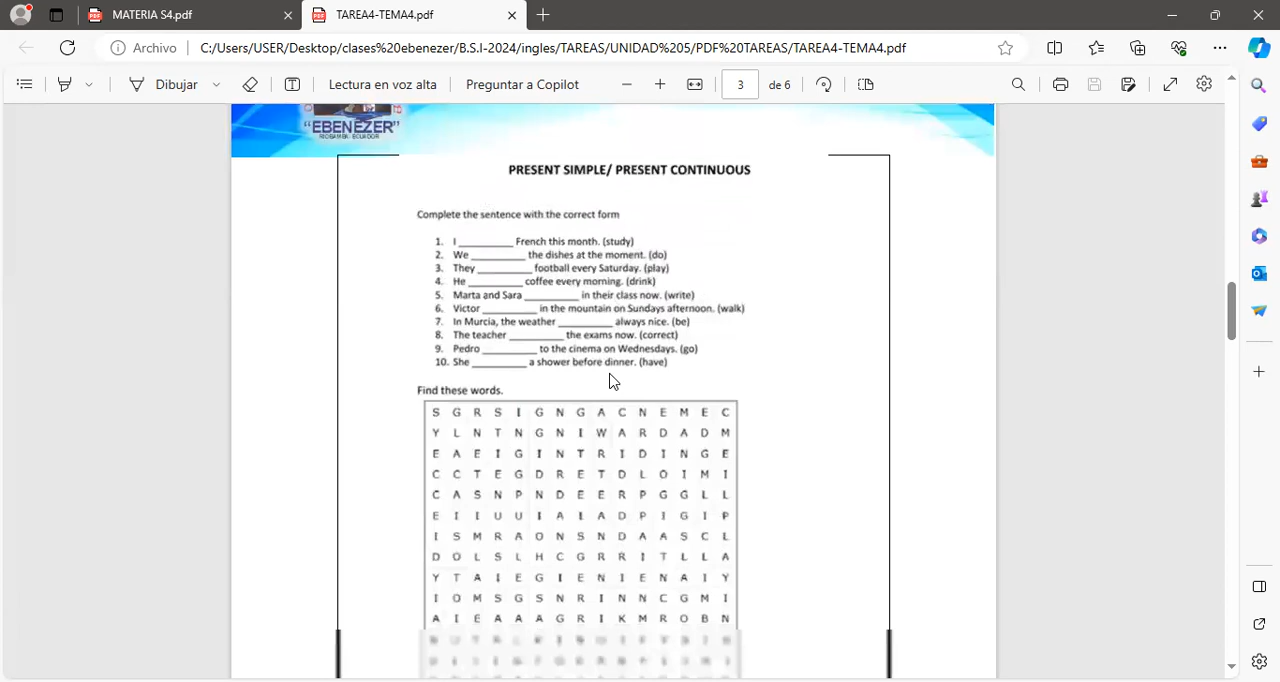 MATERIA S4.pdf
TAREA4-TEMA4.pdf
Archivo
C:/Users/USER/Desktop/clases%20ebenezer/B.S.I-2024/ingles/TAREAS/UNIDAD%205/PDF%20TAREAS/TAREA4-TEMA4.pdf
Dibujar
Lectura en voz alta
Preguntar a Copilot
3
de 6
"EBENEZER"
RIOBAMBA ECUADOR
PRESENT SIMPLE/ PRESENT CONTINUOUS
Complete the sentence with the correct form
1. I __________ French this month. (study)
2. We __________ the dishes at the moment. (do)
3. They __________ football every Saturday. (play)
4. He __________ coffee every morning. (drink)
5. Marta and Sara __________ in their class now. (write)
6. Victor __________ in the mountain on Sundays afternoon. (walk)
7. In Murcia, the weather __________ always nice. (be)
8. The teacher __________ the exams now. (correct)
9. Pedro __________ to the cinema on Wednesdays. (go)
10. She __________ a shower before dinner. (have)
Find these words.
S G R S I G N G A C N E M E C
Y L N T N G N I W A R D A D M
E A E I G I N T R I D I N G E
C C T E G D R E T D L O I M I
C A S N P N D E E R P G G L L
E I I U U I A I A D P I G I P
I S M R A O N S N D A A S C L
D O L S L H C G R R I T L L A
Y T A I E G I E N I E N A I Y
I O M S G S N R I N N C G M I
A I E A A A G R I K M R O B N